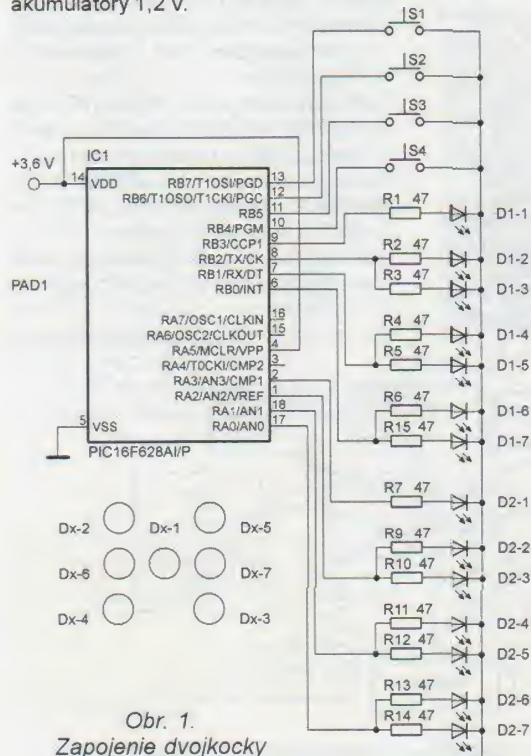 akumulátory 1,2 V.
S1
S2
S3
S4
+3,6 V
PAD1
IC1
14 VDD
5 VSS
RB7/T1OSI/PGD 13
RB6/T1OSO/T1CKI/PGC 12
RB5 11
RB4/PGM 10
RB3/CCP1 9
RB2/TX/CK 8
RB1/RX/DT 7
RB0/INT 6
RA7/OSC1/CLKIN 16
RA6/OSC2/CLKOUT 15
RA5/MCLR/VPP 4
RA4/T0CKI/CMP2 3
RA3/AN3/CMP1 2
RA2/AN2/VREF 1
RA1/AN1 18
RA0/AN0 17
PIC16F628AI/P
R1 47 D1-1
R2 47 D1-2
R3 47 D1-3
R4 47 D1-4
R5 47 D1-5
R6 47 D1-6
R15 47 D1-7
R7 47 D2-1
R9 47 D2-2
R10 47 D2-3
R11 47 D2-4
R12 47 D2-5
R13 47 D2-6
R14 47 D2-7
Dx-2 Dx-1 Dx-5
Dx-6 Dx-7
Dx-4 Dx-3
Obr. 1.
Zapojenie dvojkocky